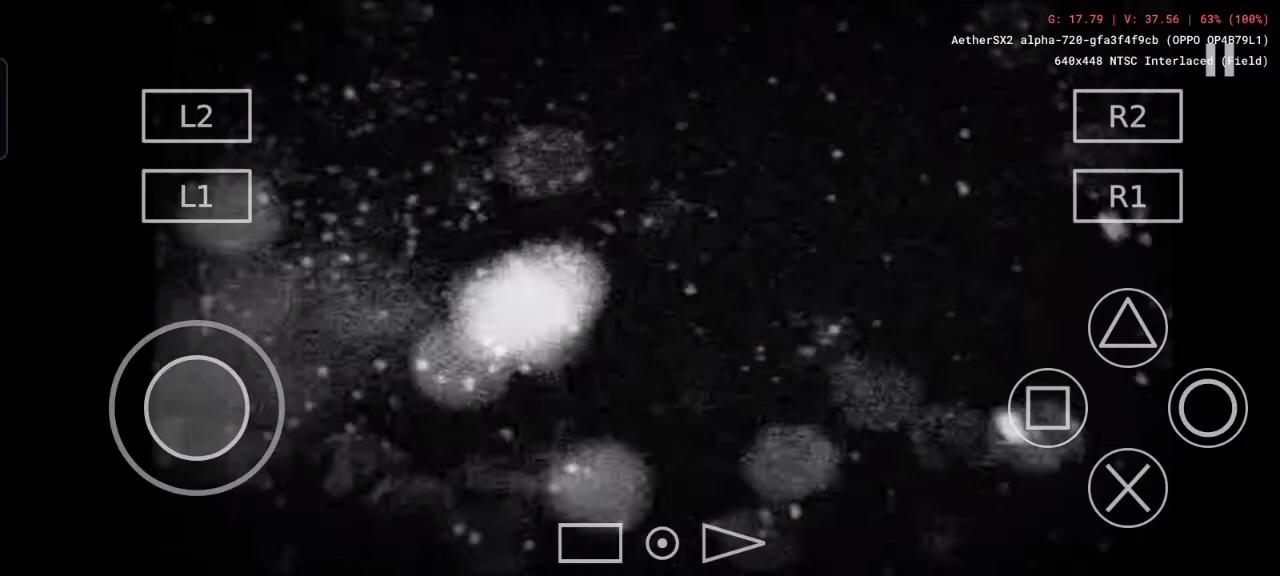 G: 17.79 | V: 37.56 | 63% (100%)
AetherSX2 alpha-720-gfa3f4f9cb (OPPO OP4B79L1)
640x448 NTSC Interlaced (Field)
L2
R2
L1
R1